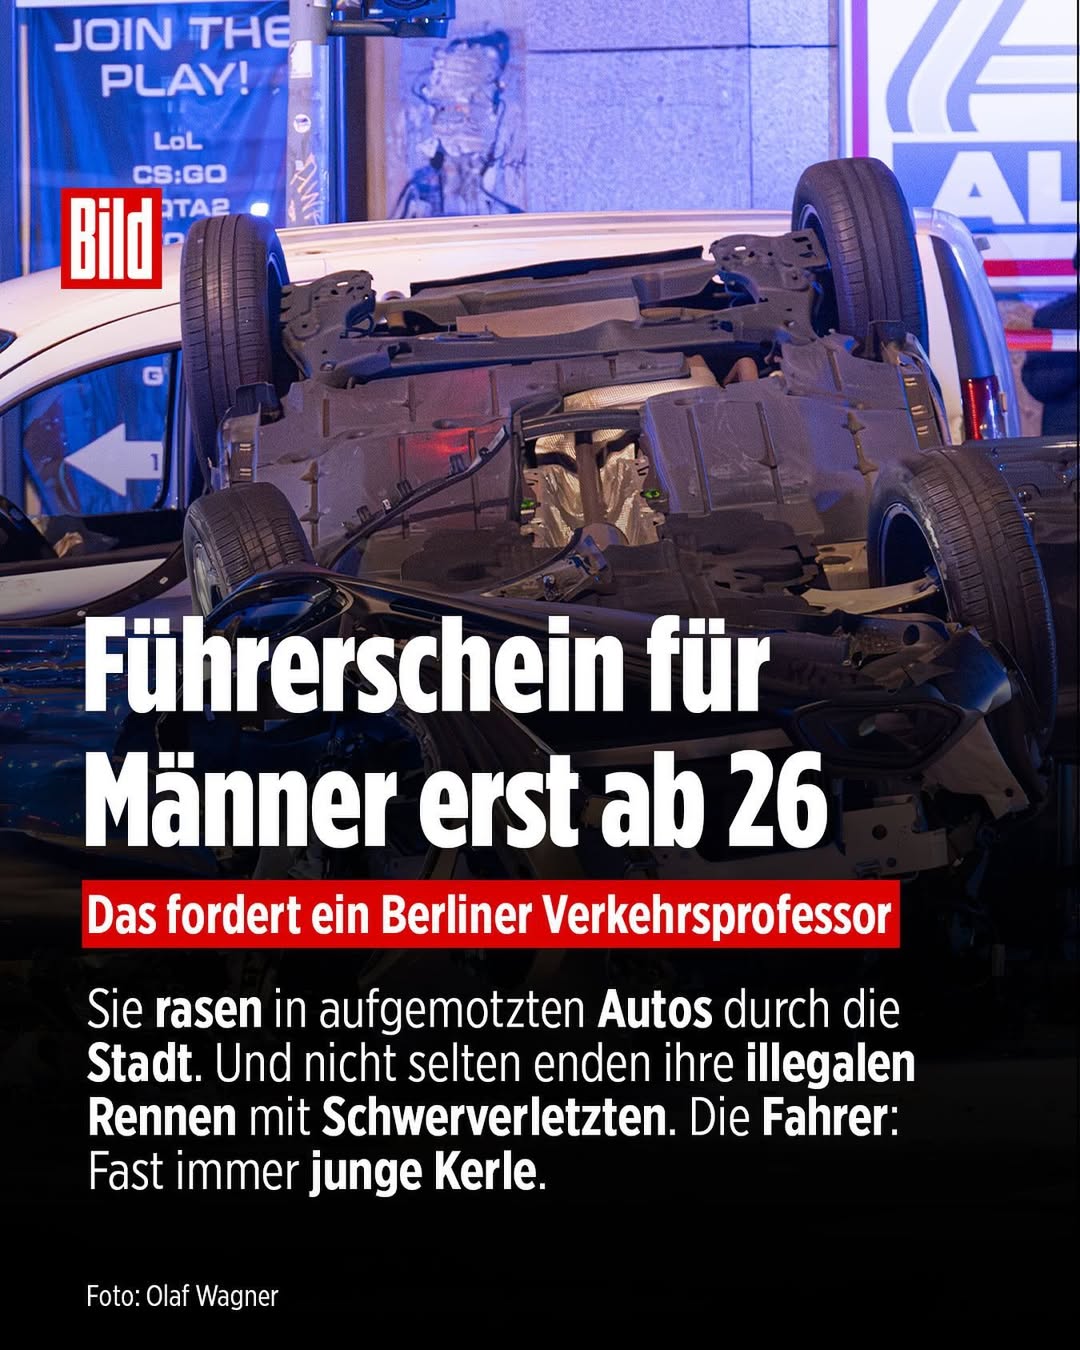 JOIN THE
PLAY!
LoL
CS:GO
Bild
G
1
AL
Führerschein für
Männer erst ab 26
Das fordert ein Berliner Verkehrsprofessor
Sie rasen in aufgemotzten Autos durch die
Stadt. Und nicht selten enden ihre illegalen
Rennen mit Schwerverletzten. Die Fahrer:
Fast immer junge Kerle.
Foto: Olaf Wagner